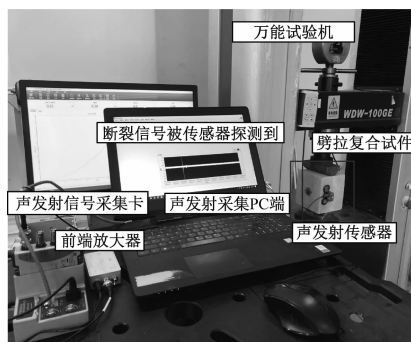 万能试验机
断裂信号被传感器探测到
WDW-100GE
劈拉复合试件
声发射信号采集卡
声发射采集PC端
前端放大器
声发射传感器